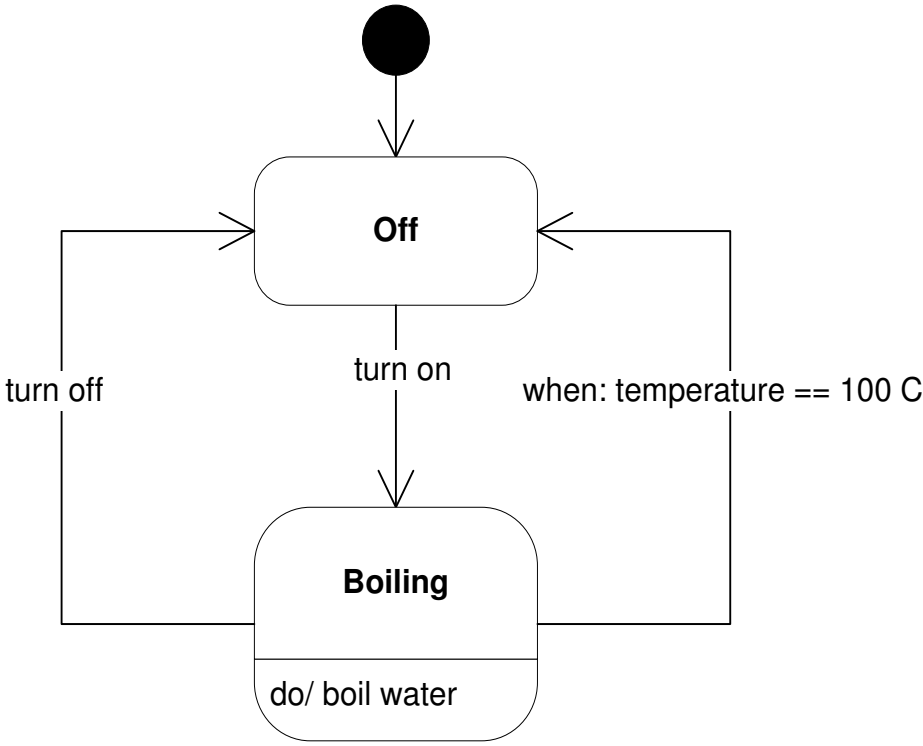 Off
turn on
turn off
when: temperature == 100 C
Boiling
do/ boil water